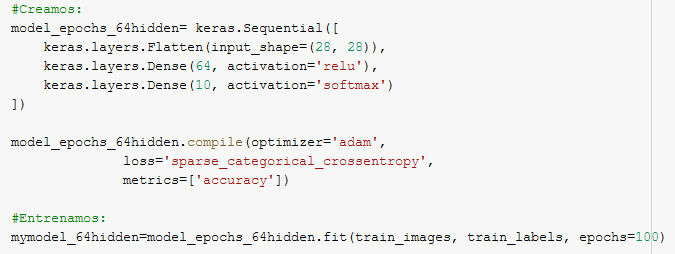 #Creamos:
model_epochs_64hidden= keras.Sequential([
    keras.layers.Flatten(input_shape=(28, 28)),
    keras.layers.Dense(64, activation='relu'),
    keras.layers.Dense(10, activation='softmax')
])

model_epochs_64hidden.compile(optimizer='adam',
              loss='sparse_categorical_crossentropy',
              metrics=['accuracy'])

#Entrenamos:
mymodel_64hidden=model_epochs_64hidden.fit(train_images, train_labels, epochs=100)